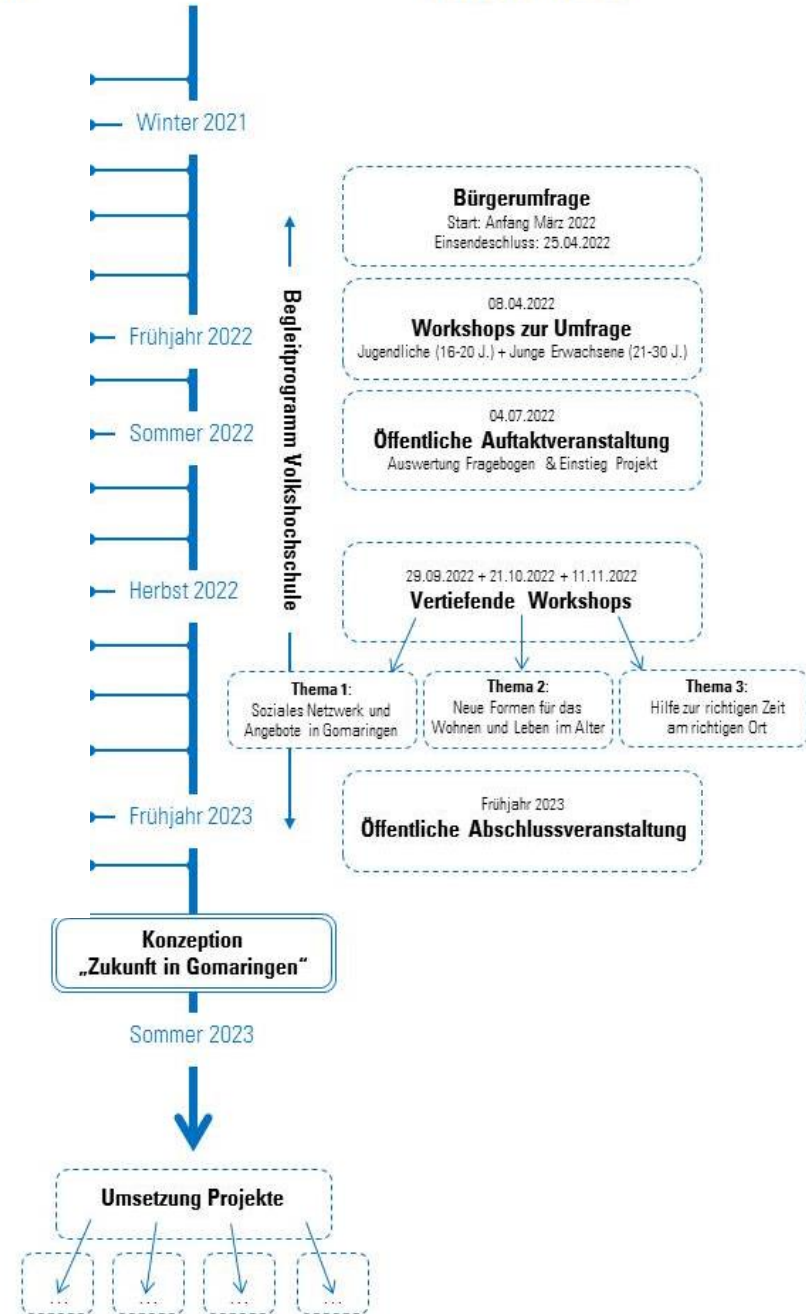 Winter 2021
Bürgerumfrage
Start: Anfang März 2022
Einsendeschluss: 25.04.2022
Begleitprogramm Volkshochschule
08.04.2022
Workshops zur Umfrage
Jugendliche (16-20 J.) + Junge Erwachsene (21-30 J.)
Frühjahr 2022
04.07.2022
Öffentliche Auftaktveranstaltung
Auswertung Fragebogen & Einstieg Projekt
Sommer 2022
29.09.2022 + 21.10.2022 + 11.11.2022
Vertiefende Workshops
Herbst 2022
Thema 1:
Soziales Netzwerk und
Angebote in Gomaringen
Thema 2:
Neue Formen für das
Wohnen und Leben im Alter
Thema 3:
Hilfe zur richtigen Zeit
am richtigen Ort
Frühjahr 2023
Öffentliche Abschlussveranstaltung
Frühjahr 2023
Konzeption
„Zukunft in Gomaringen“
Sommer 2023
Umsetzung Projekte
...
...
...
...